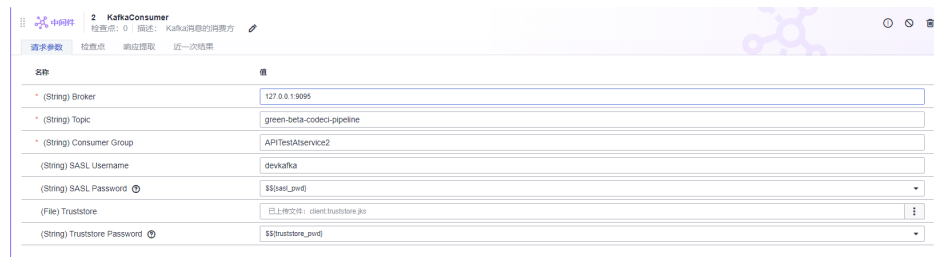 中间件
2 KafkaConsumer
检查点: 0 | 描述: Kafka消息的消费方
请求参数 检查点 响应提取 近一次结果
名称 值
* (String) Broker 127.0.0.1:9095
* (String) Topic green-beta-codeci-pipeline
* (String) Consumer Group APITestAtservice2
(String) SASL Username devkafka
(String) SASL Password $${sasl_pwd}
(File) Truststore 已上传文件: client.truststore.jks
(String) Truststore Password $${truststore_pwd}